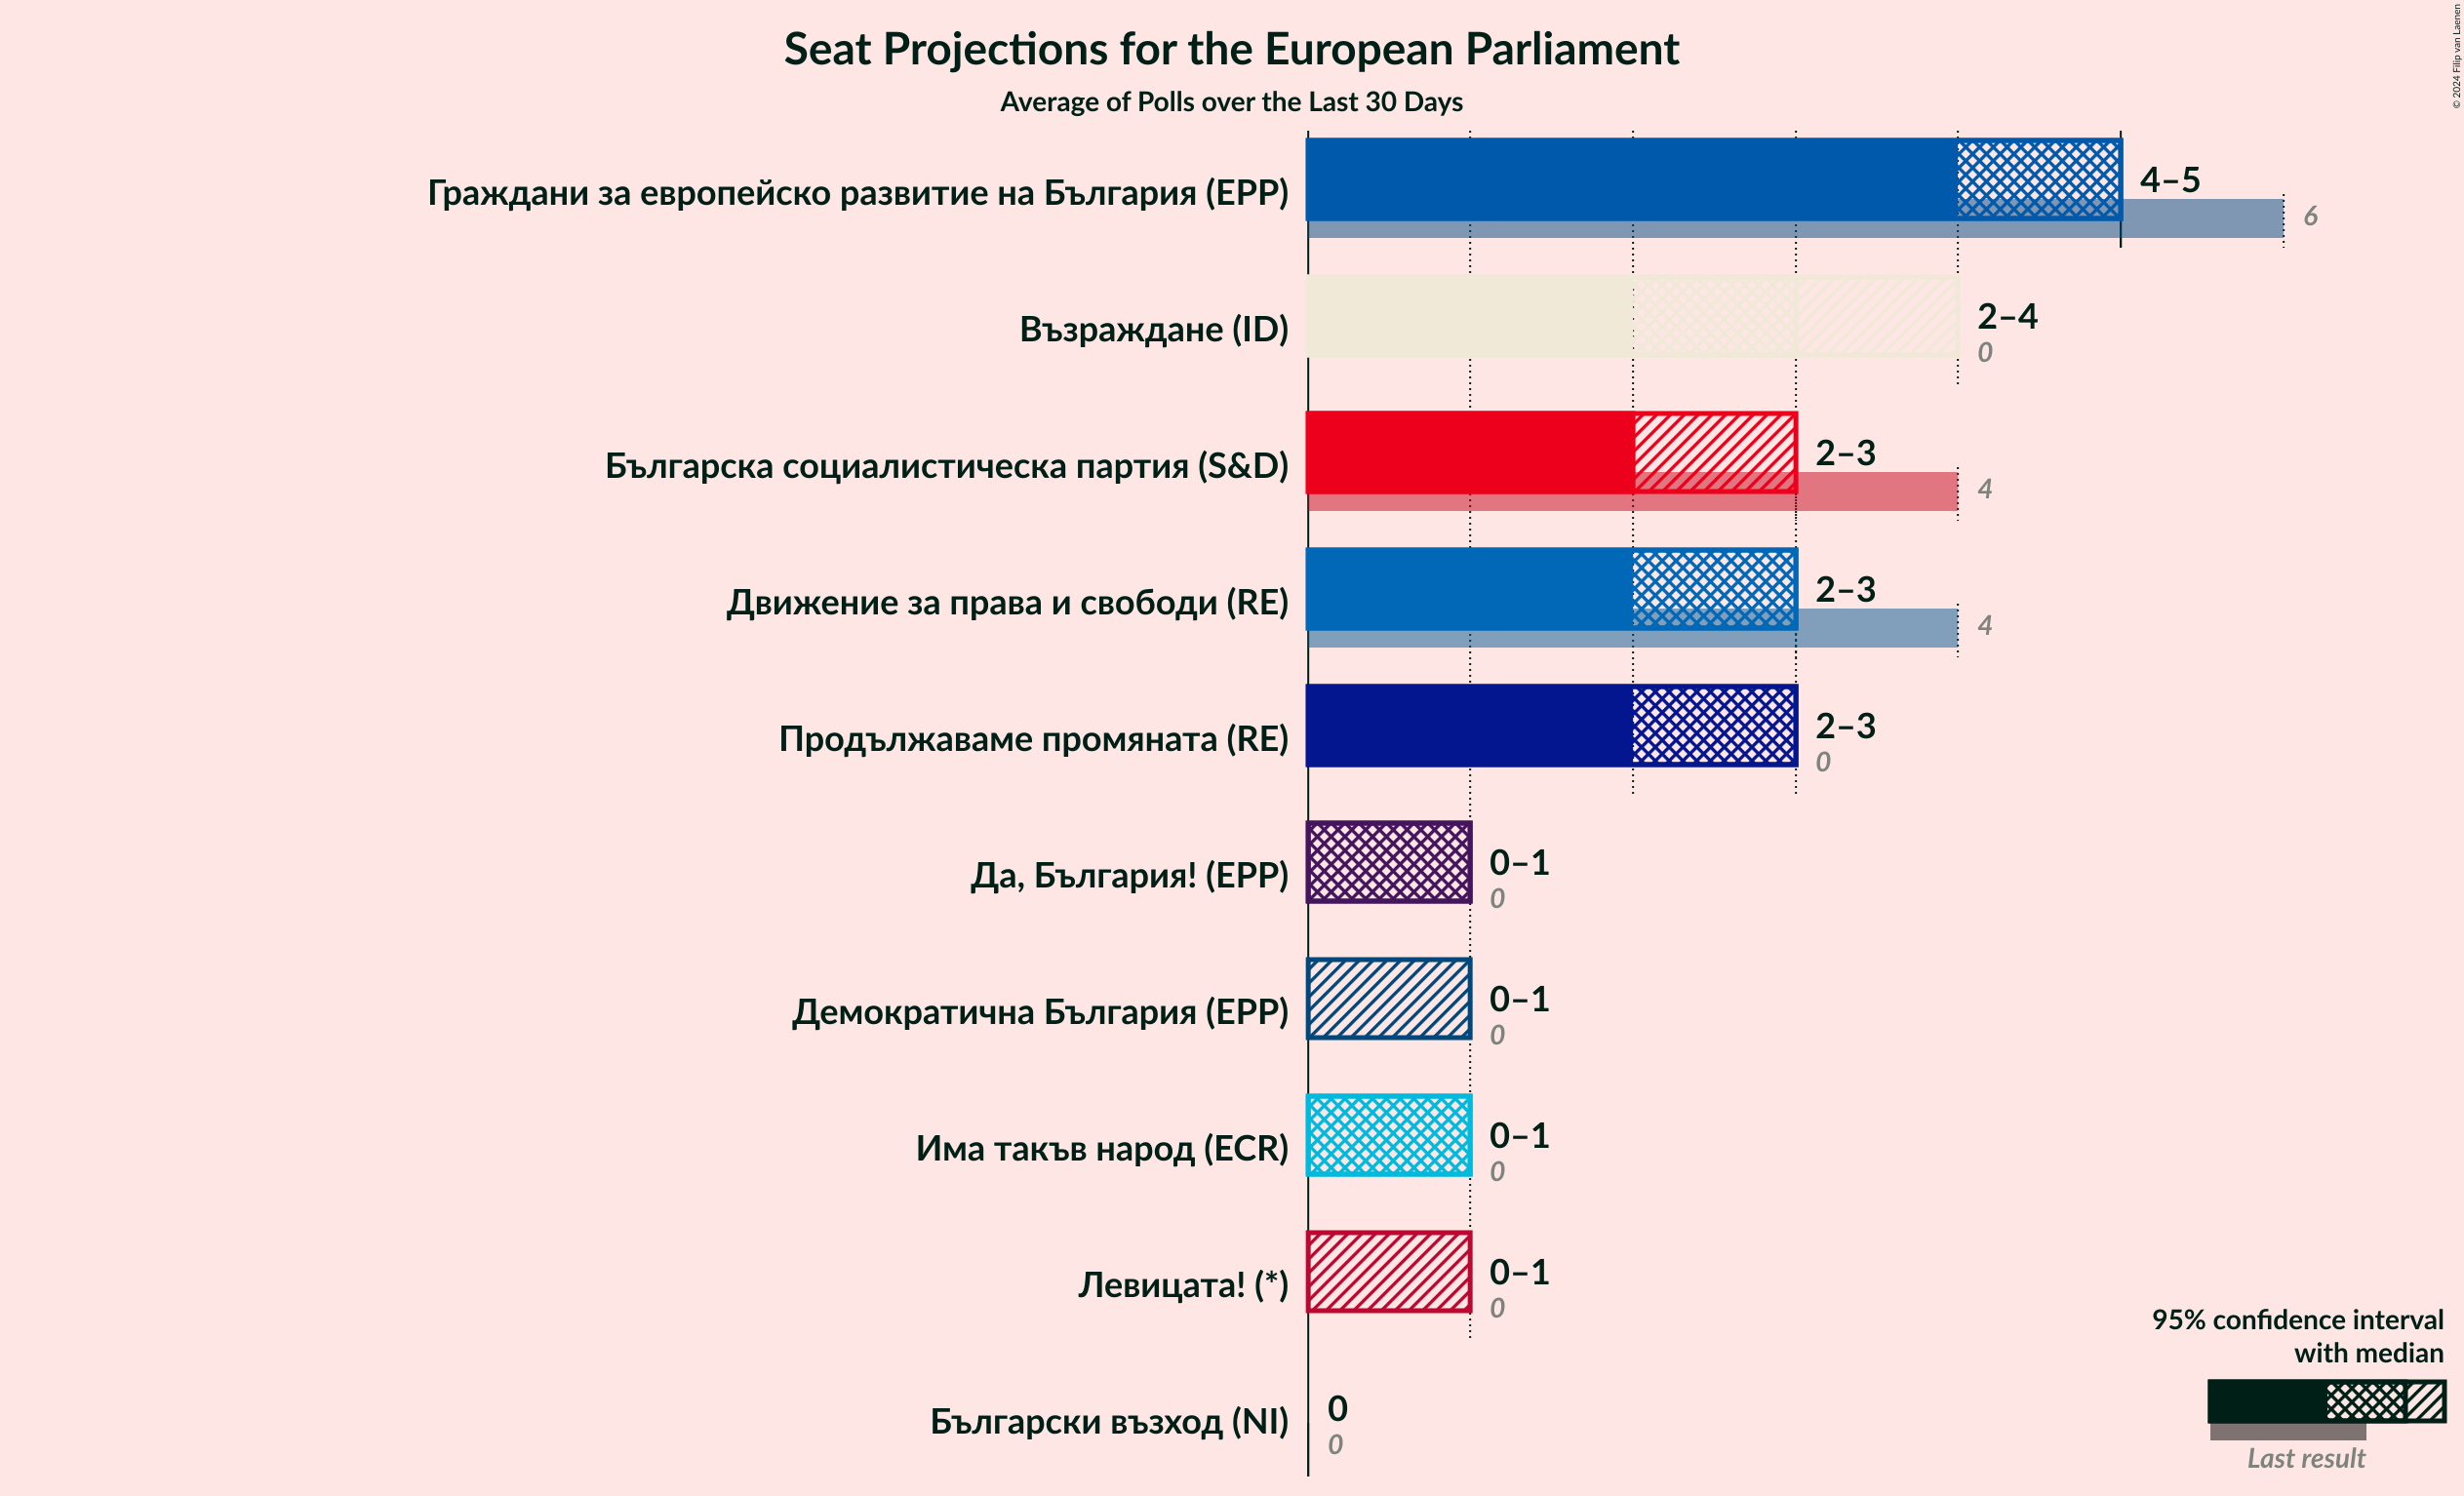 Seat Projections for the European Parliament
Average of Polls over the Last 30 Days
© 2024 Filip van Laenen
Граждани за европейско развитие на България (EPP)
4–5
6
Възраждане (ID)
2–4
0
Българска социалистическа партия (S&D)
2–3
4
Движение за права и свободи (RE)
2–3
4
Продължаваме промяната (RE)
2–3
0
Да, България! (EPP)
0–1
0
Демократична България (EPP)
0–1
0
Има такъв народ (ECR)
0–1
0
Левицата! (*)
0–1
0
Български възход (NI)
0
0
95% confidence interval
with median
Last result